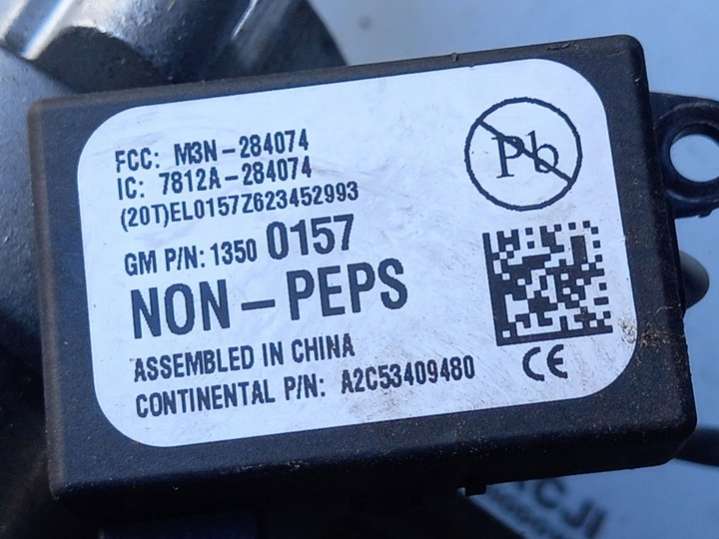 FCC: M3N-284074
IC: 7812A-284074
(20T)EL0157Z623452993
GM P/N: 1350 0157
NON-PEPS
ASSEMBLED IN CHINA
CONTINENTAL P/N: A2C53409480
Pb
CE